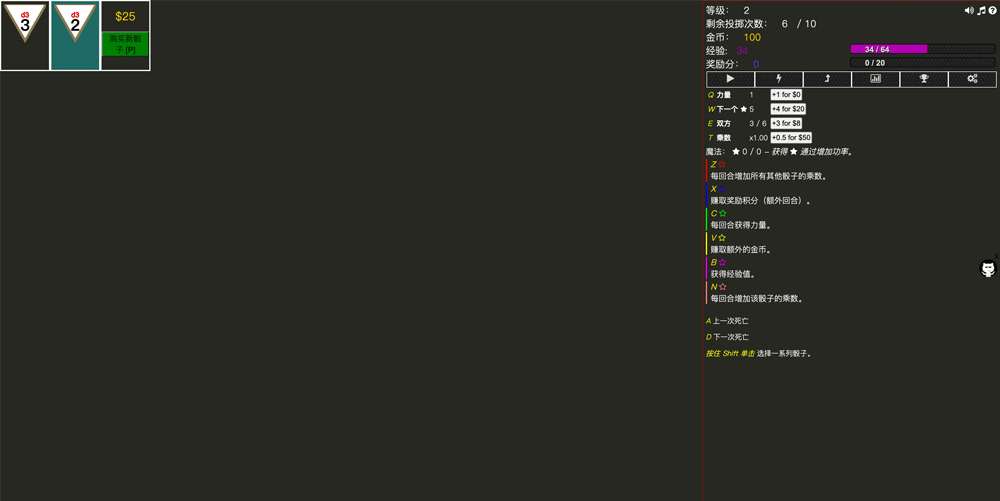 d3
3
d3
2
$25
购买新骰
子 [P]
等级： 2
剩余投掷次数： 6 / 10
金币： 100
经验: 34
34 / 64
奖励分： 0
0 / 20
Q 力量 1 +1 for $0
W 下一个 ★ 5 +4 for $20
E 双方 3 / 6 +3 for $8
T 乘数 x1.00 +0.5 for $50
魔法： ★ 0 / 0 – 获得 ★ 通过增加功率。
Z ☆
每回合增加所有其他骰子的乘数。
X ☆
赚取奖励积分（额外回合）。
C ☆
每回合获得力量。
V ☆
赚取额外的金币。
B ☆
获得经验值。
N ☆
每回合增加该骰子的乘数。
A 上一次死亡
D 下一次死亡
按住 Shift 单击 选择一系列骰子。